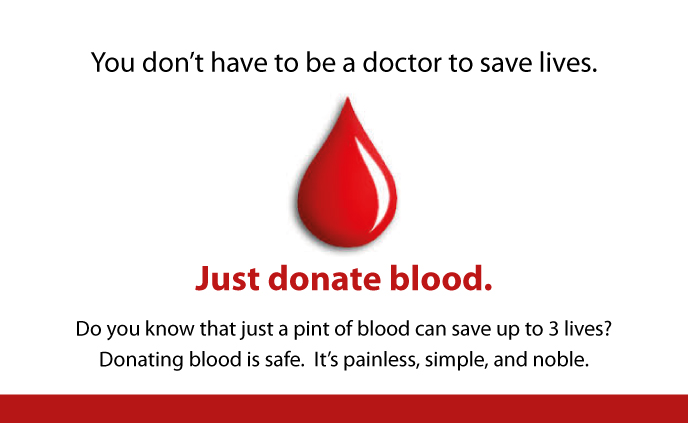 You don’t have to be a doctor to save lives.
Just donate blood.
Do you know that just a pint of blood can save up to 3 lives?
Donating blood is safe.  It’s painless, simple, and noble.